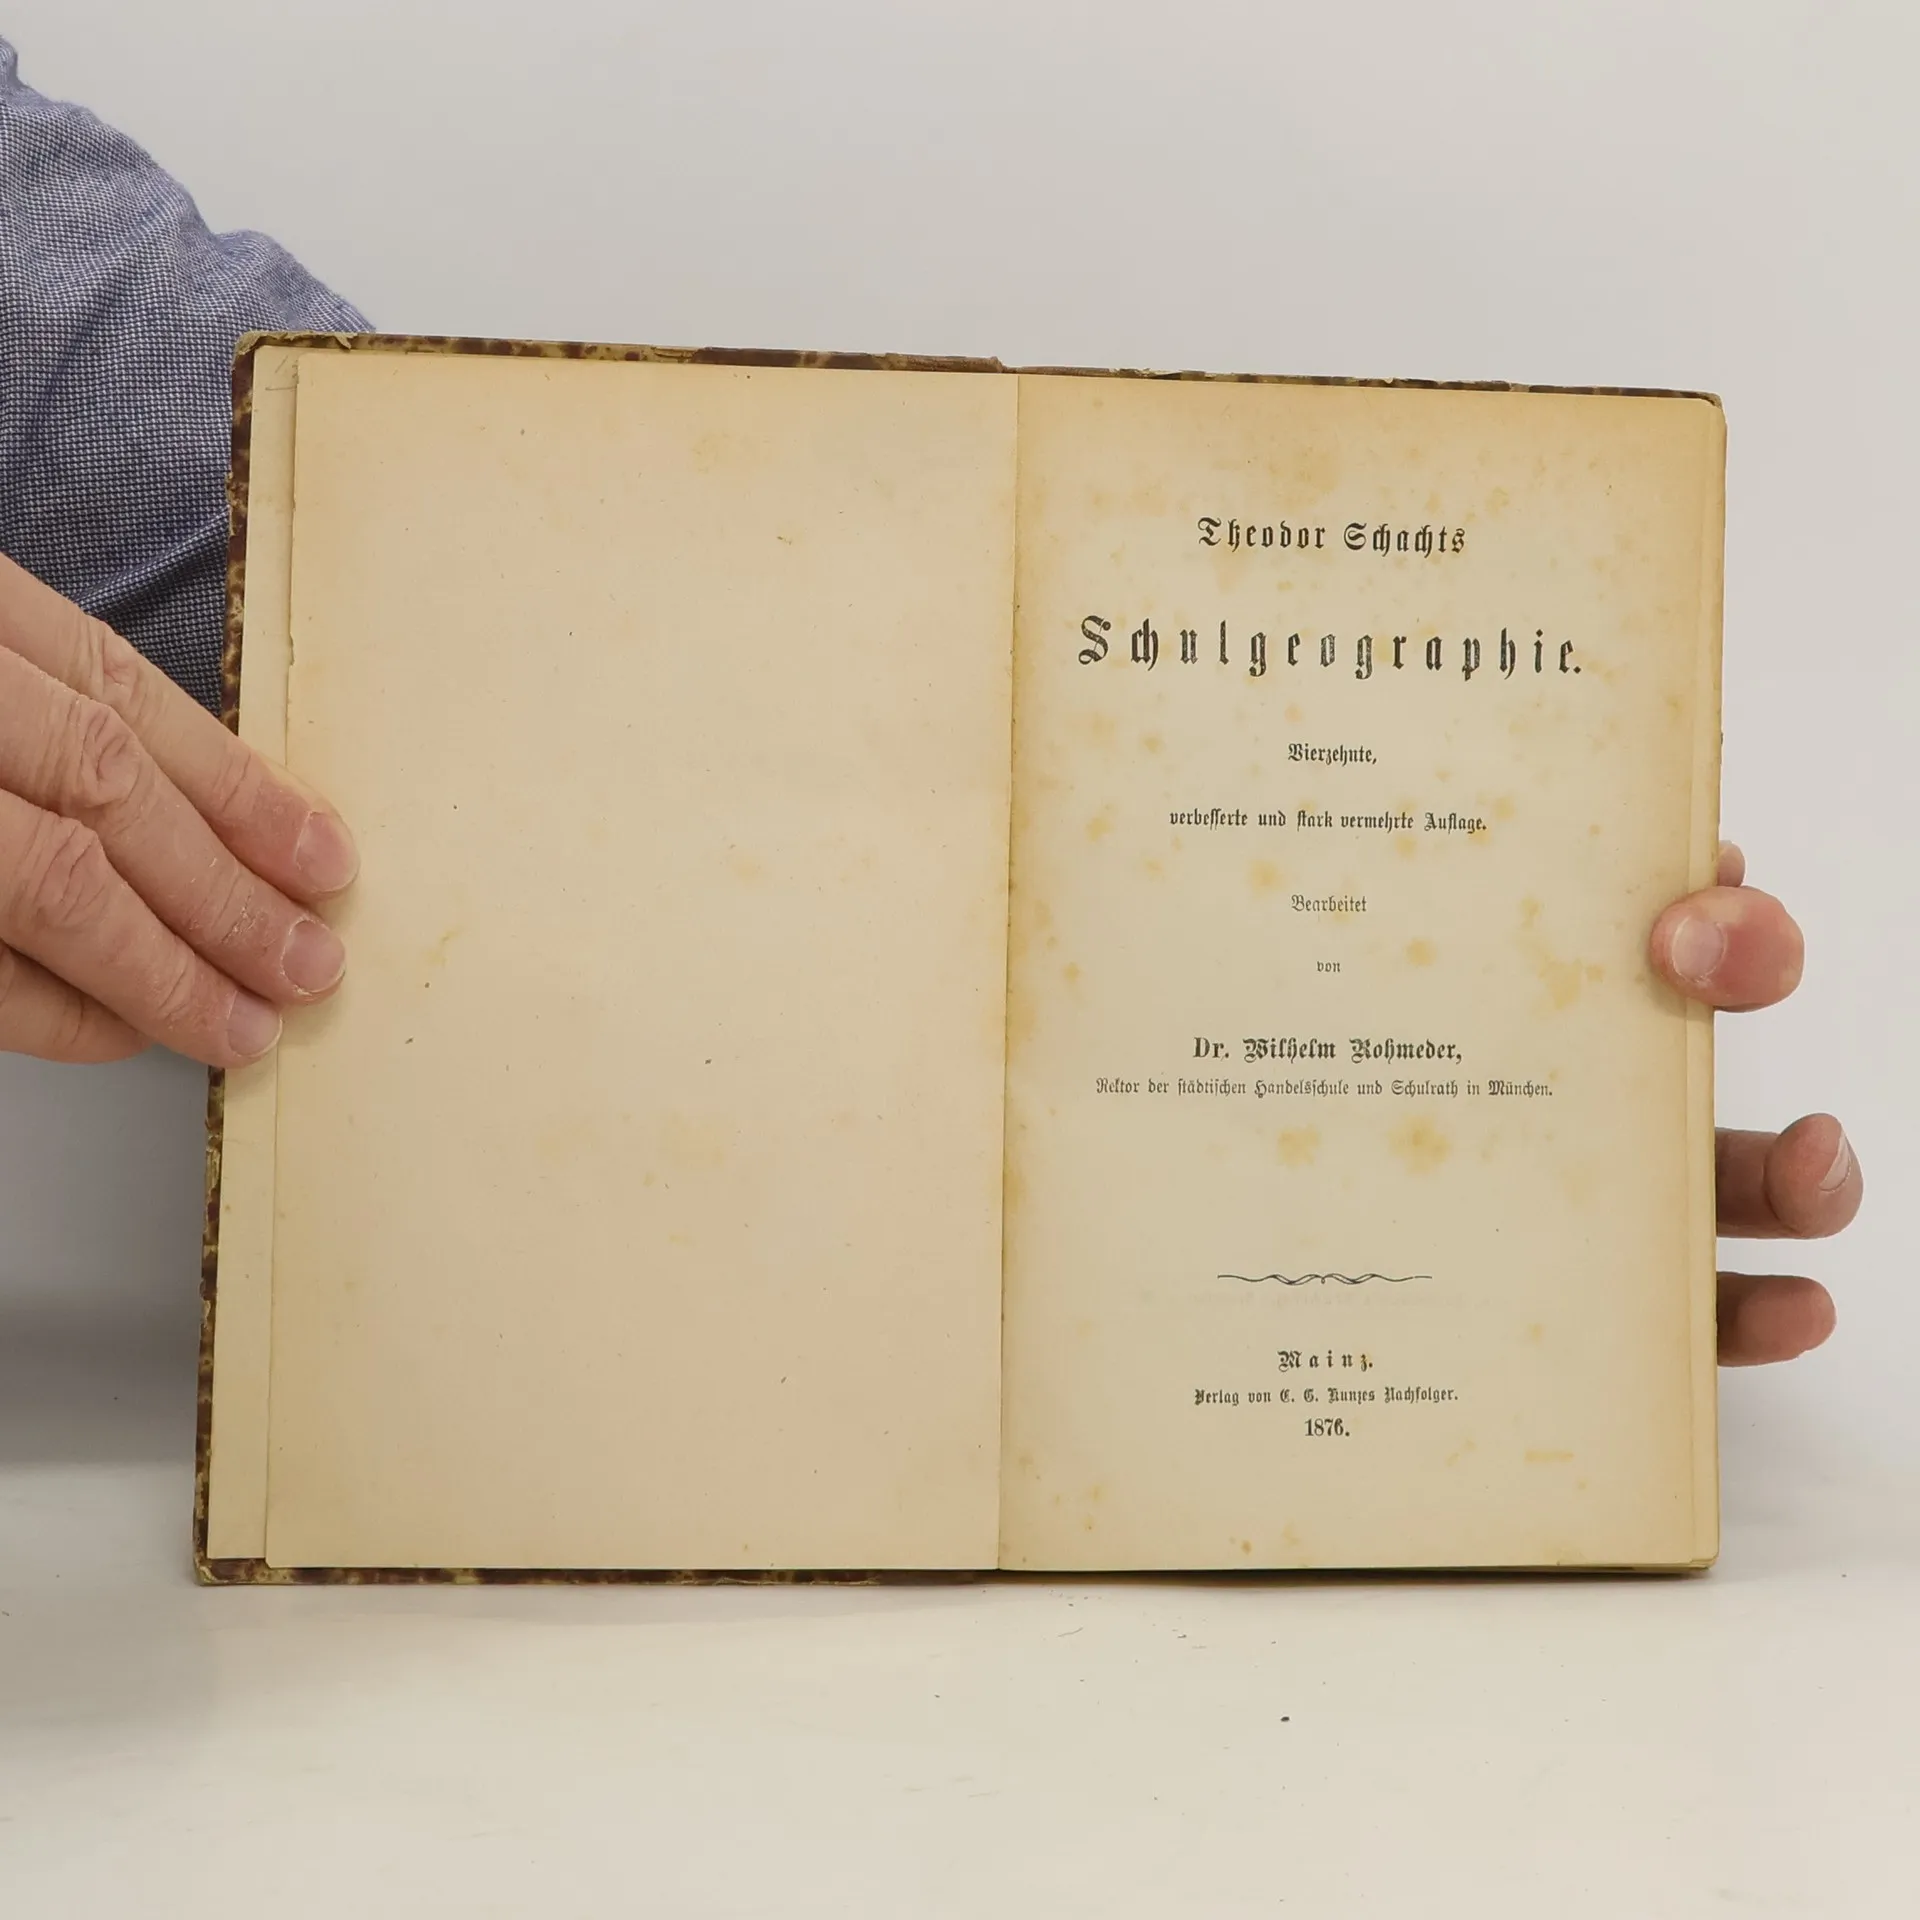 Theodor Schachts
Schulgeographie.
Vierzehnte,
verbesserte und stark vermehrte Auflage.
Bearbeitet
von
Dr. Wilhelm Rohmeder,
Rektor der städtischen Handelsschule und Schulrath in München.
Mainz.
Verlag von C. G. Kunzes Nachfolger.
1876.